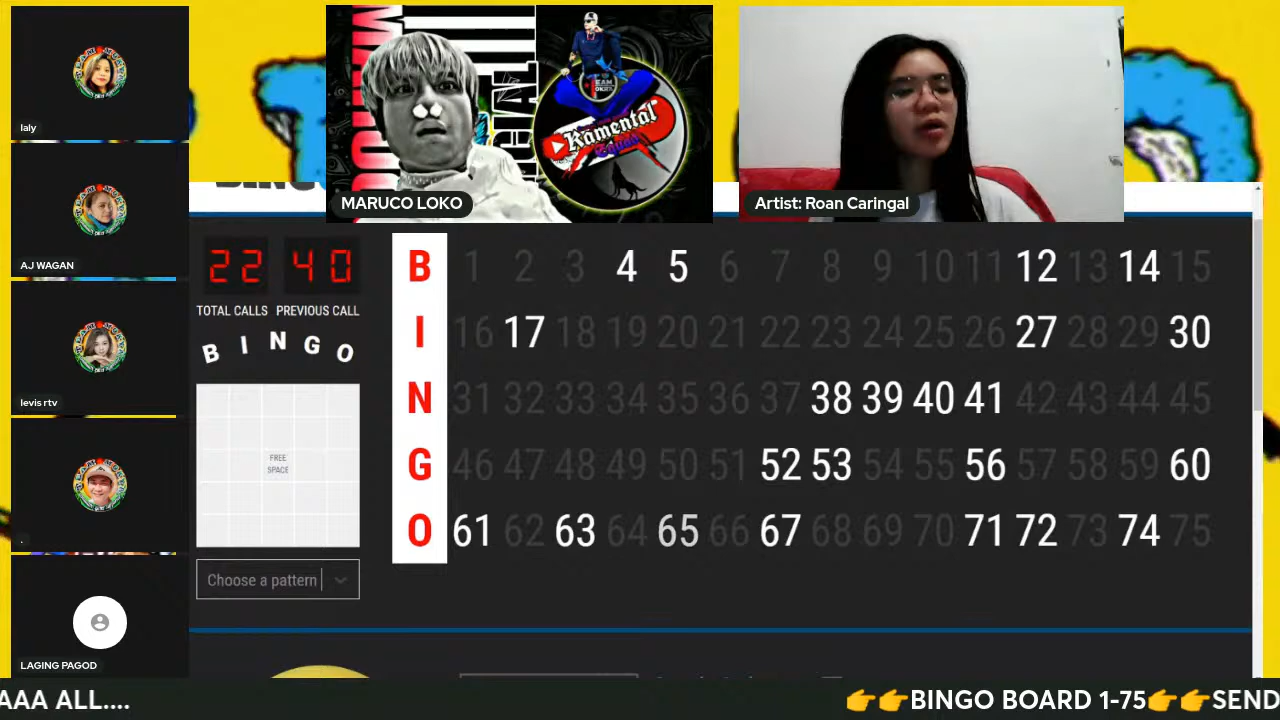 laly
AJ WAGAN
levis rtv
.
LAGING PAGOD
Kamental
MARUCO LOKO
Artist: Roan Caringal
22 40
TOTAL CALLS PREVIOUS CALL
B I N G O
FREE
SPACE
Choose a pattern
B 1 2 3 4 5 6 7 8 9 10 11 12 13 14 15
I 16 17 18 19 20 21 22 23 24 25 26 27 28 29 30
N 31 32 33 34 35 36 37 38 39 40 41 42 43 44 45
G 46 47 48 49 50 51 52 53 54 55 56 57 58 59 60
O 61 62 63 64 65 66 67 68 69 70 71 72 73 74 75
AAA ALL.... 👉👉BINGO BOARD 1-75👉👉SEND